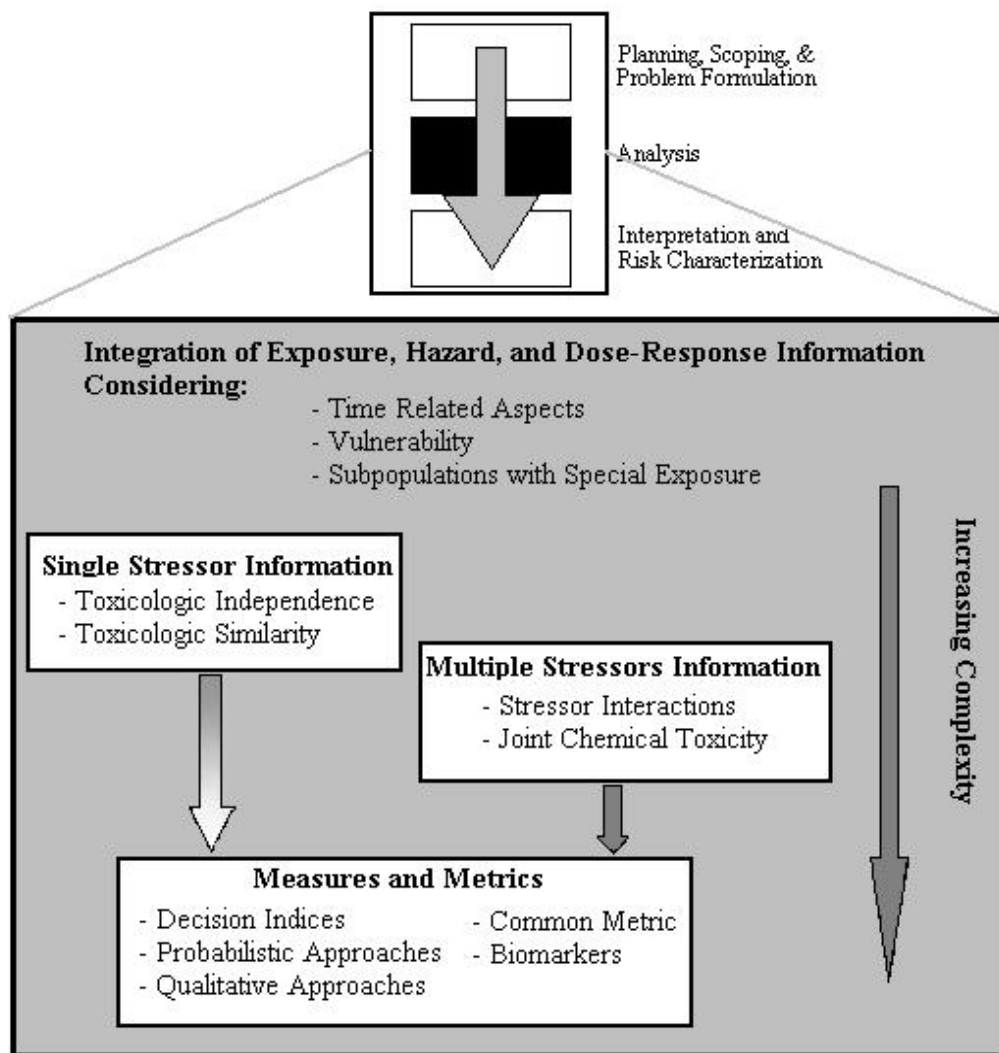 Planning, Scoping, &
Problem Formulation
Analysis
Interpretation and
Risk Characterization
Integration of Exposure, Hazard, and Dose-Response Information
Considering:
- Time Related Aspects
- Vulnerability
- Subpopulations with Special Exposure
Single Stressor Information
- Toxicologic Independence
- Toxicologic Similarity
Multiple Stressors Information
- Stressor Interactions
- Joint Chemical Toxicity
Increasing Complexity
Measures and Metrics
- Decision Indices
- Probabilistic Approaches
- Qualitative Approaches
- Common Metric
- Biomarkers